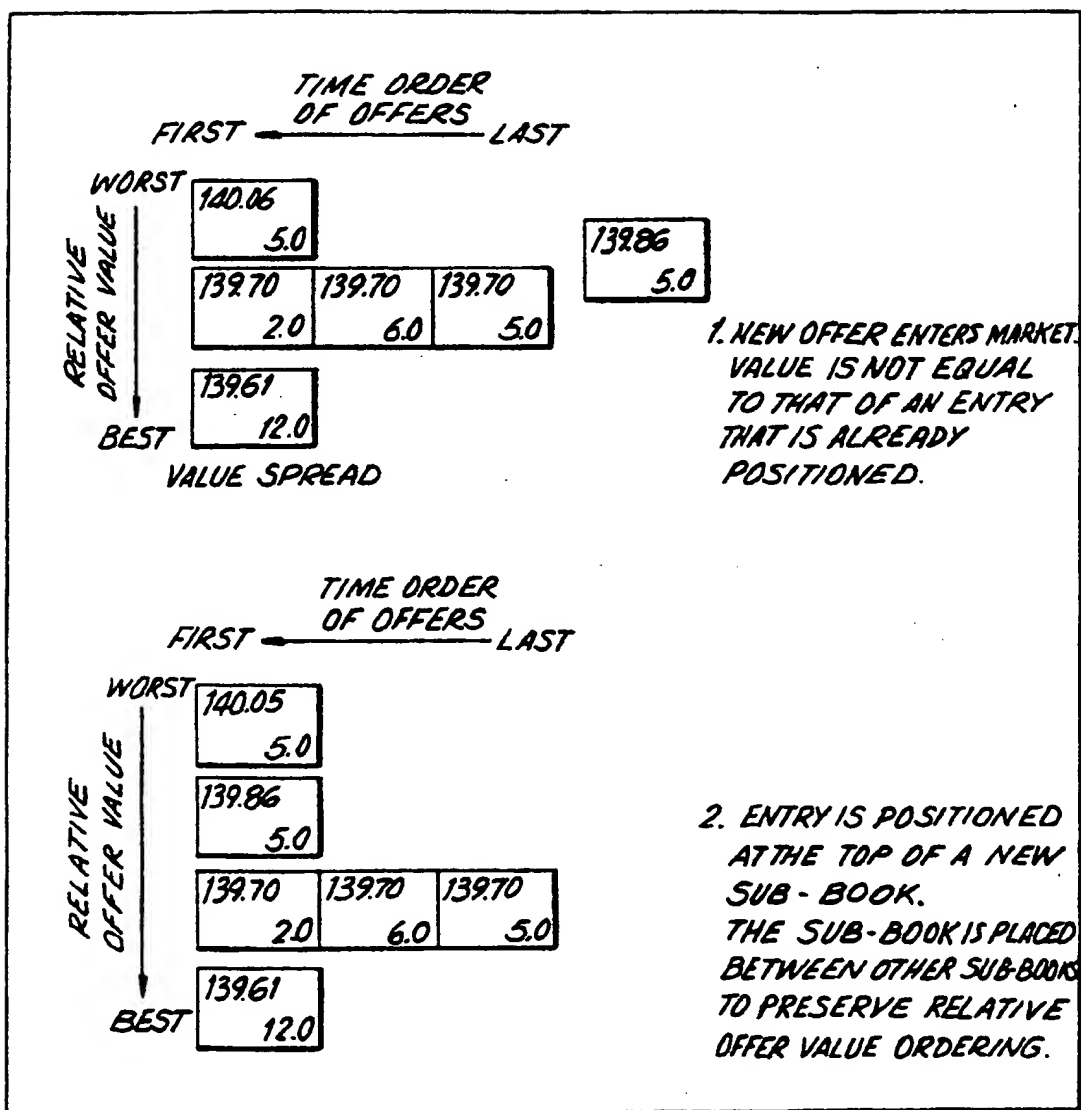 TIME ORDER
OF OFFERS
FIRST LAST
WORST
RELATIVE
OFFER VALUE
BEST
140.06
5.0
139.70 139.70 139.70
2.0 6.0 5.0
139.61
12.0
VALUE SPREAD
139.86
5.0
1. NEW OFFER ENTERS MARKET.
VALUE IS NOT EQUAL
TO THAT OF AN ENTRY
THAT IS ALREADY
POSITIONED.
TIME ORDER
OF OFFERS
FIRST LAST
WORST
RELATIVE
OFFER VALUE
BEST
140.05
5.0
139.86
5.0
139.70 139.70 139.70
2.0 6.0 5.0
139.61
12.0
2. ENTRY IS POSITIONED
AT THE TOP OF A NEW
SUB-BOOK.
THE SUB-BOOK IS PLACED
BETWEEN OTHER SUB-BOOKS
TO PRESERVE RELATIVE
OFFER VALUE ORDERING.